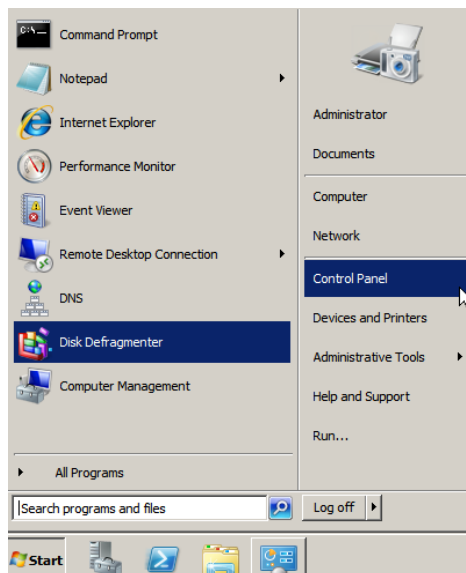 Command Prompt
Notepad
Internet Explorer
Performance Monitor
Event Viewer
Remote Desktop Connection
DNS
Disk Defragmenter
Computer Management
All Programs
Search programs and files
Administrator
Documents
Computer
Network
Control Panel
Devices and Printers
Administrative Tools
Help and Support
Run...
Log off
Start